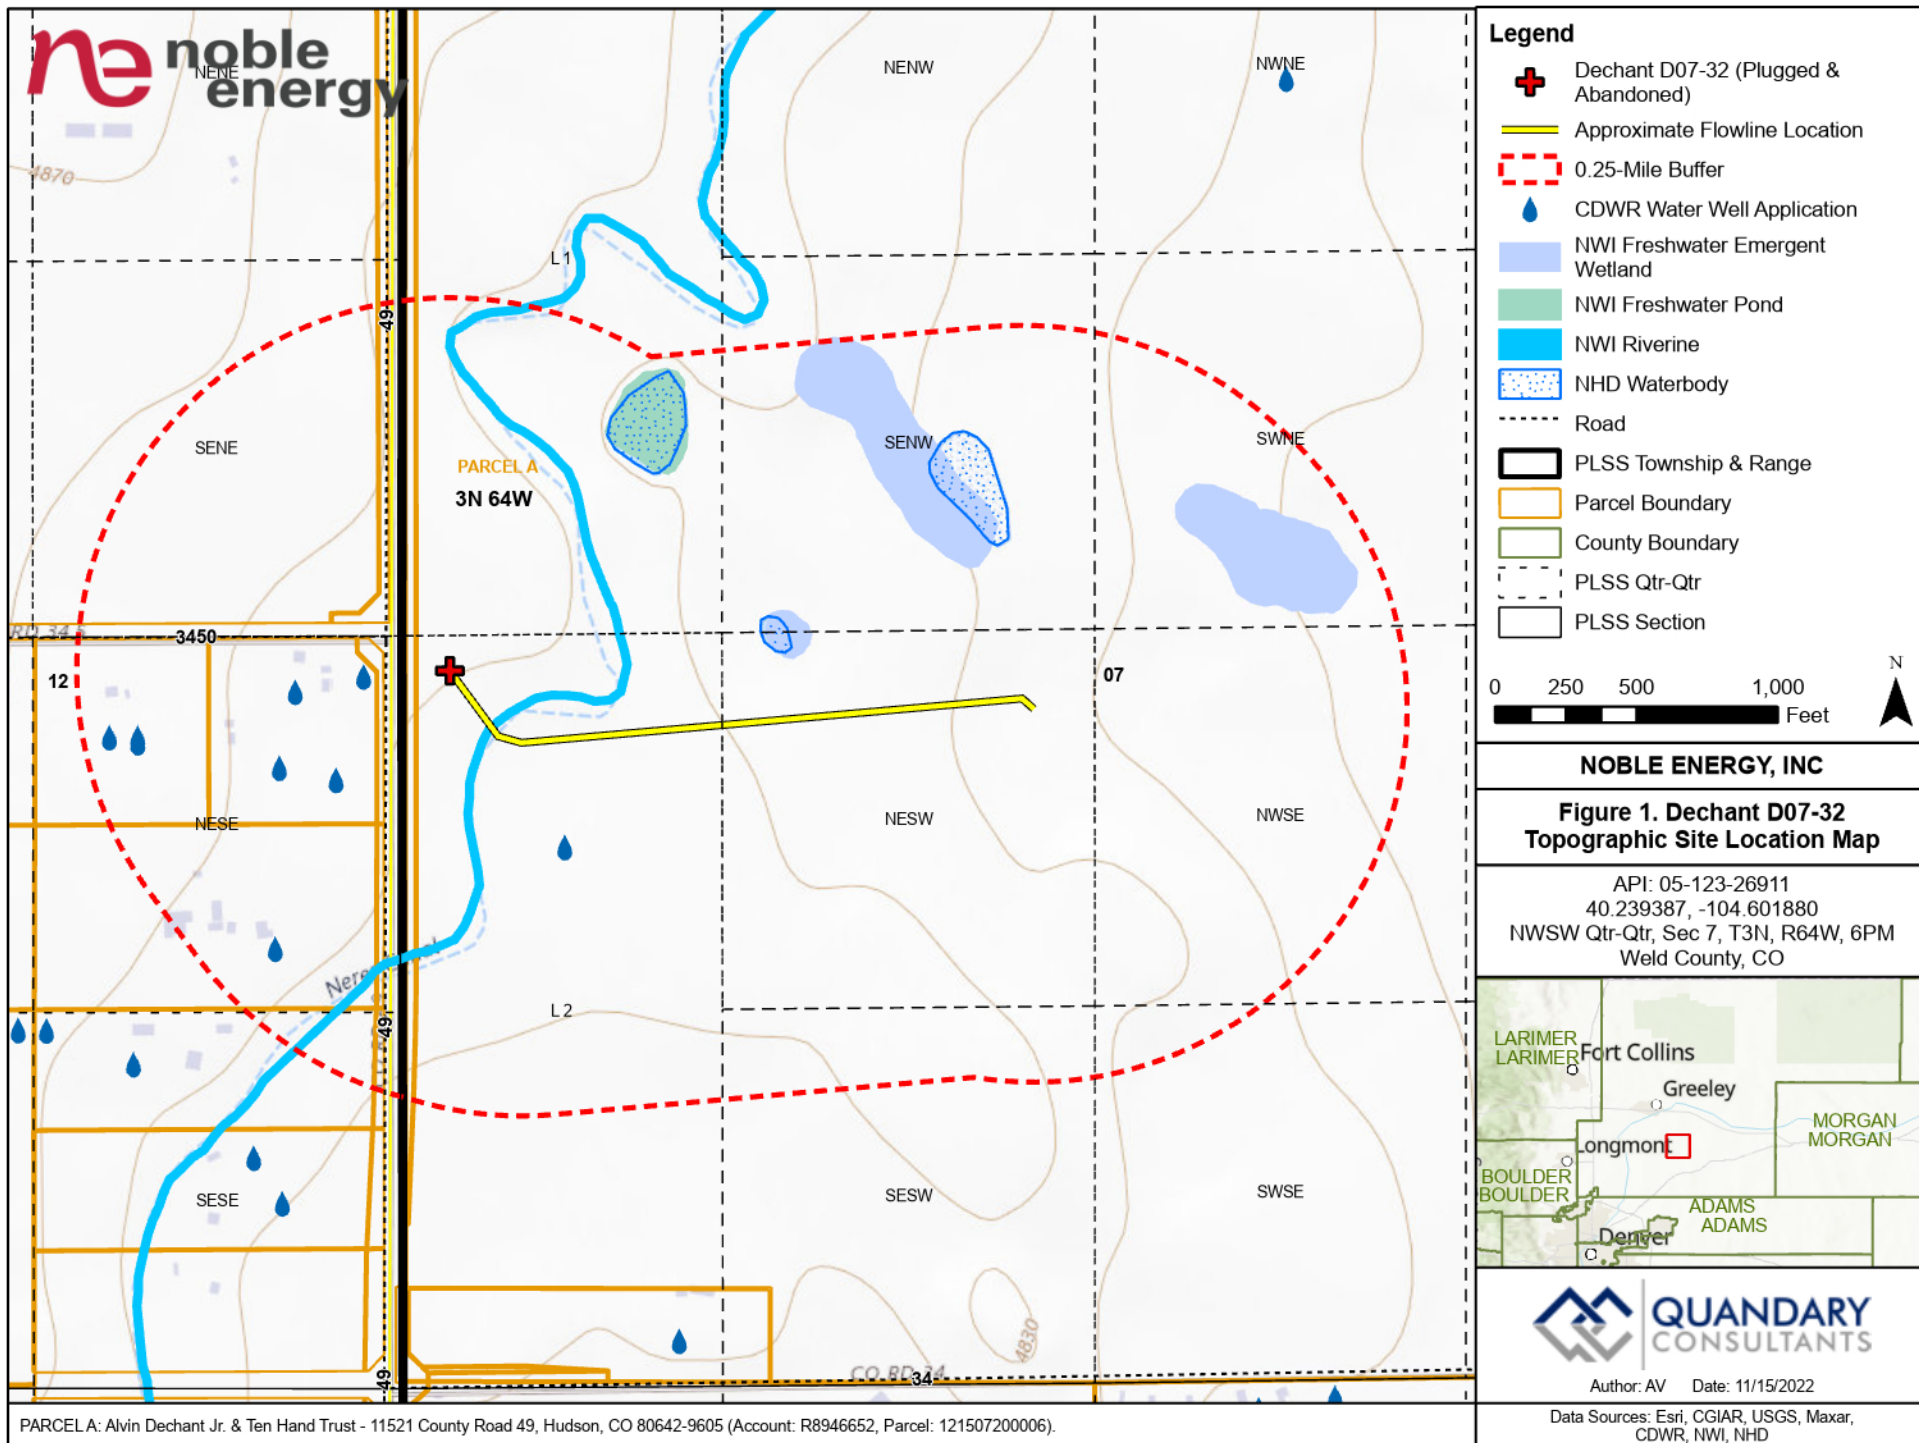 noble
energy
NENE
NENW
NWNE
4870
L 1
49
SENE
PARCEL A
3N 64W
SENW
SWNE
RD 34.5
3450
12
07
NESE
NESW
NWSE
L 2
49
SESE
SESW
SWSE
4830
CO RD 34
34
49
PARCEL A: Alvin Dechant Jr. & Ten Hand Trust - 11521 County Road 49, Hudson, CO 80642-9605 (Account: R8946652, Parcel: 121507200006).
Legend
Dechant D07-32 (Plugged &
Abandoned)
Approximate Flowline Location
0.25-Mile Buffer
CDWR Water Well Application
NWI Freshwater Emergent
Wetland
NWI Freshwater Pond
NWI Riverine
NHD Waterbody
Road
PLSS Township & Range
Parcel Boundary
County Boundary
PLSS Qtr-Qtr
PLSS Section
N
0 250 500 1,000
Feet
NOBLE ENERGY, INC
Figure 1. Dechant D07-32
Topographic Site Location Map
API: 05-123-26911
40.239387, -104.601880
NWSW Qtr-Qtr, Sec 7, T3N, R64W, 6PM
Weld County, CO
LARIMER
LARIMER
Fort Collins
Greeley
MORGAN
MORGAN
Longmont
BOULDER
BOULDER
ADAMS
ADAMS
Denver
QUANDARY
CONSULTANTS
Author: AV Date: 11/15/2022
Data Sources: Esri, CGIAR, USGS, Maxar,
CDWR, NWI, NHD